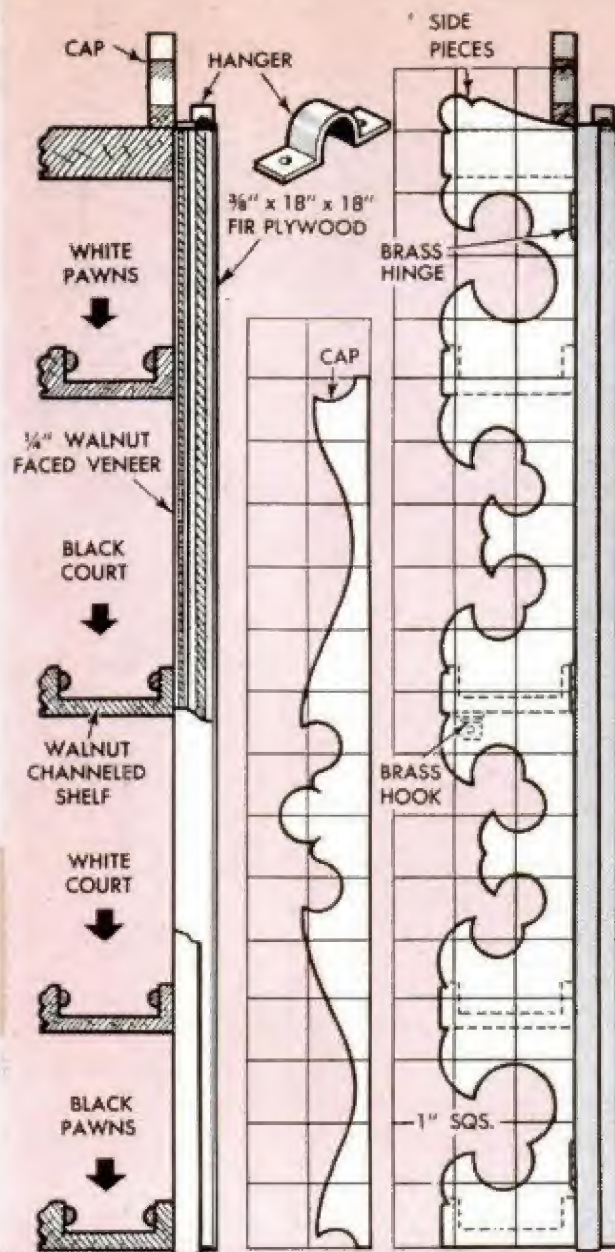 CAP
HANGER
SIDE
PIECES
⅜" x 18" x 18"
FIR PLYWOOD
WHITE
PAWNS
BRASS
HINGE
CAP
¼" WALNUT
FACED VENEER
BLACK
COURT
WALNUT
CHANNELED
SHELF
BRASS
HOOK
WHITE
COURT
BLACK
PAWNS
1" SQS.